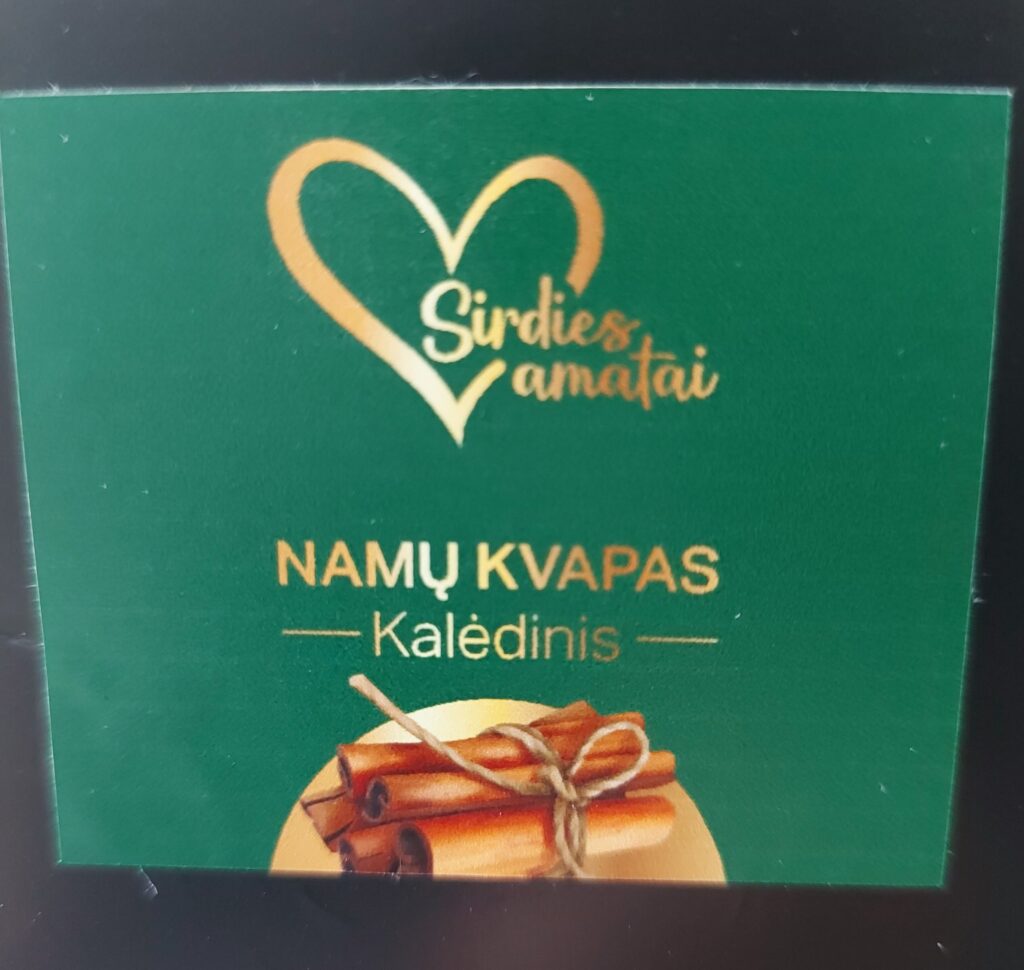 Sirdies
amatai
NAMŲ KVAPAS
Kalėdinis